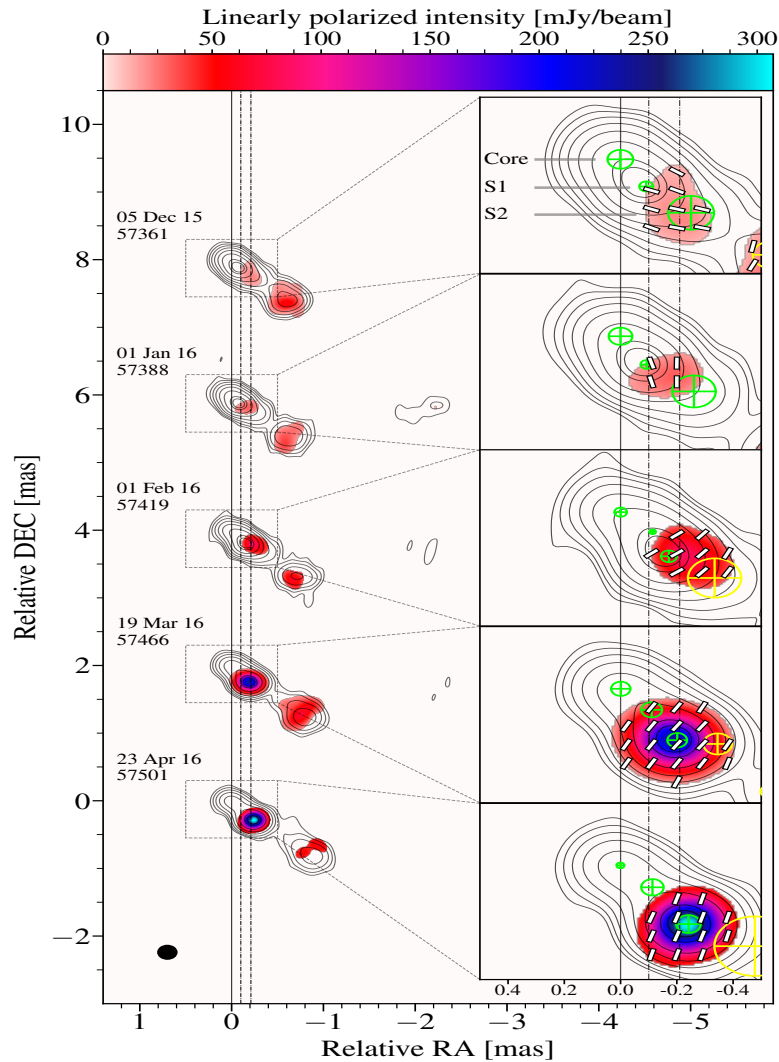 Linearly polarized intensity [mJy/beam]
0 50 100 150 200 250 300
10
8
6
4
2
0
−2
Relative DEC [mas]
05 Dec 15
57361
01 Jan 16
57388
01 Feb 16
57419
19 Mar 16
57466
23 Apr 16
57501
Core
S1
S2
0.4 0.2 0.0 -0.2 -0.4
1 0 −1 −2 −3 −4 −5
Relative RA [mas]